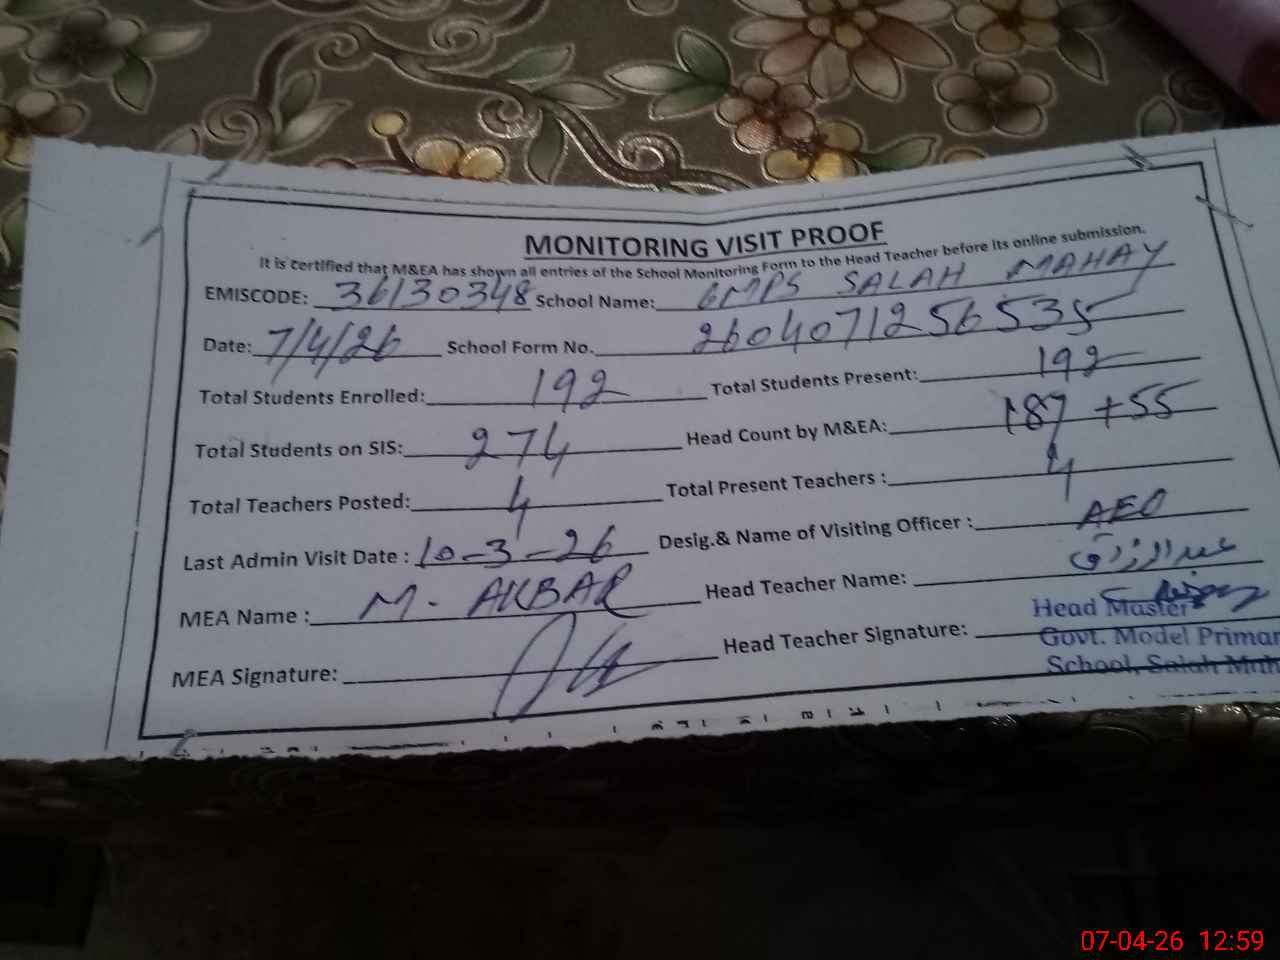 MONITORING VISIT PROOF
It is certified that M&EA has shown all entries of the School Monitoring Form to the Head Teacher before its online submission.
EMISCODE: 36130348 School Name: GMPS SALAH MAHAY
Date: 7/4/26 School Form No. 260407125653 5
Total Students Enrolled: 192 Total Students Present: 192
Total Students on SIS: 274 Head Count by M&EA: 187 +55
Total Teachers Posted: 4 Total Present Teachers : 4
Last Admin Visit Date : 10-3-26 Desig.& Name of Visiting Officer : AEO
MEA Name : M. AKBAR Head Teacher Name: عبدالرزاق
MEA Signature: Head Teacher Signature:
Head Master
Govt. Model Primar
School, Salah Mah
07-04-26 12:59